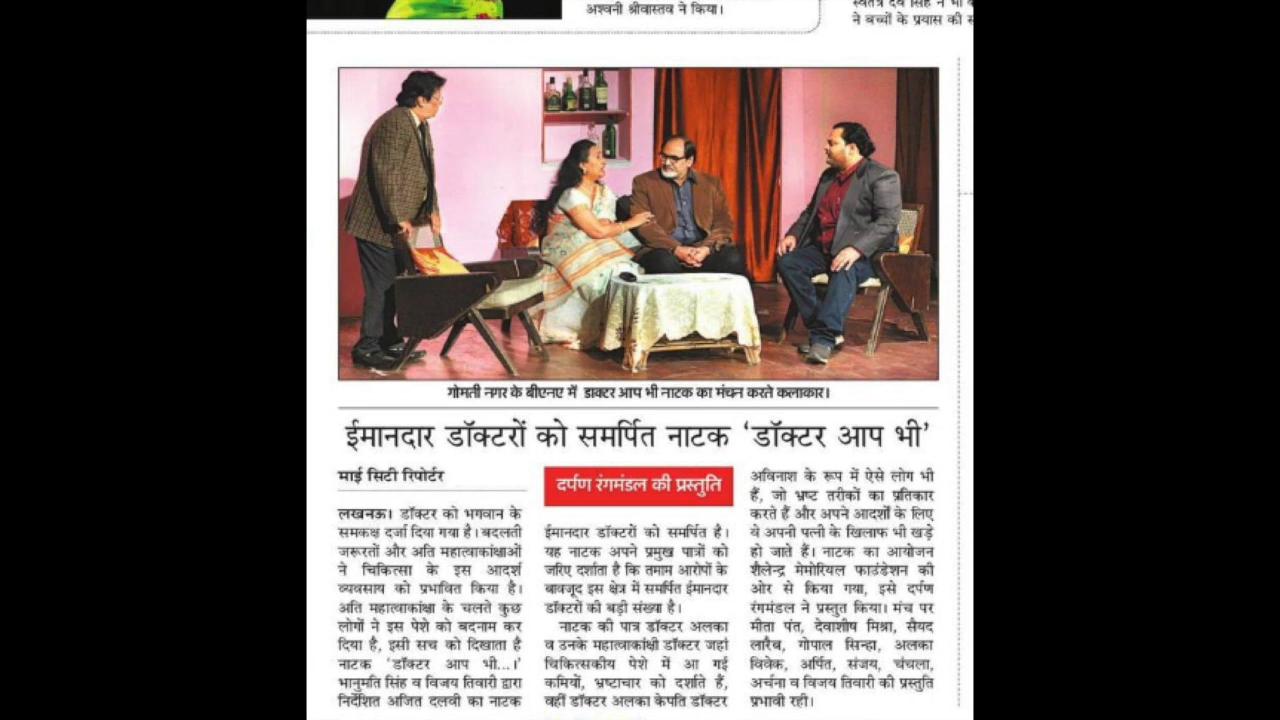 अश्वनी श्रीवास्तव ने किया।
ने बच्चों के प्रयास की
गोमती नगर के बीएनए में डाक्टर आप भी नाटक का मंचन करते कलाकार।
ईमानदार डॉक्टरों को समर्पित नाटक ‘डॉक्टर आप भी’
माई सिटी रिपोर्टर
लखनऊ। डॉक्टर को भगवान के
समकक्ष दर्जा दिया गया है। बदलती
जरूरतों और अति महात्वाकांक्षाओं
ने चिकित्सा के इस आदर्श
व्यवसाय को प्रभावित किया है।
अति महात्वाकांक्षा के चलते कुछ
लोगों ने इस पेशे को बदनाम कर
दिया है, इसी सच को दिखाता है
नाटक ‘डॉक्टर आप भी...।’
भानुमति सिंह व विजय तिवारी द्वारा
निर्देशित अजित दलवी का नाटक
दर्पण रंगमंडल की प्रस्तुति
ईमानदार डॉक्टरों को समर्पित है।
यह नाटक अपने प्रमुख पात्रों को
जरिए दर्शाता है कि तमाम आरोपों के
बावजूद इस क्षेत्र में समर्पित ईमानदार
डॉक्टरों की बड़ी संख्या है।
नाटक की पात्र डॉक्टर अलका
व उनके महात्वाकांक्षी डॉक्टर जहां
चिकित्सकीय पेशे में आ गई
कमियों, भ्रष्टाचार को दर्शाते हैं,
वहीं डॉक्टर अलका केपति डॉक्टर
अविनाश के रूप में ऐसे लोग भी
हैं, जो भ्रष्ट तरीकों का प्रतिकार
करते हैं और अपने आदर्शों के लिए
वे अपनी पत्नी के खिलाफ भी खड़े
हो जाते हैं। नाटक का आयोजन
शैलेन्द्र मेमोरियल फाउंडेशन की
ओर से किया गया, इसे दर्पण
रंगमंडल ने प्रस्तुत किया। मंच पर
मीता पंत, देवाशीष मिश्रा, सैयद
लारैब, गोपाल सिन्हा, अलका
विवेक, अर्पित, संजय, चंचला,
अर्चना व विजय तिवारी की प्रस्तुति
प्रभावी रही।